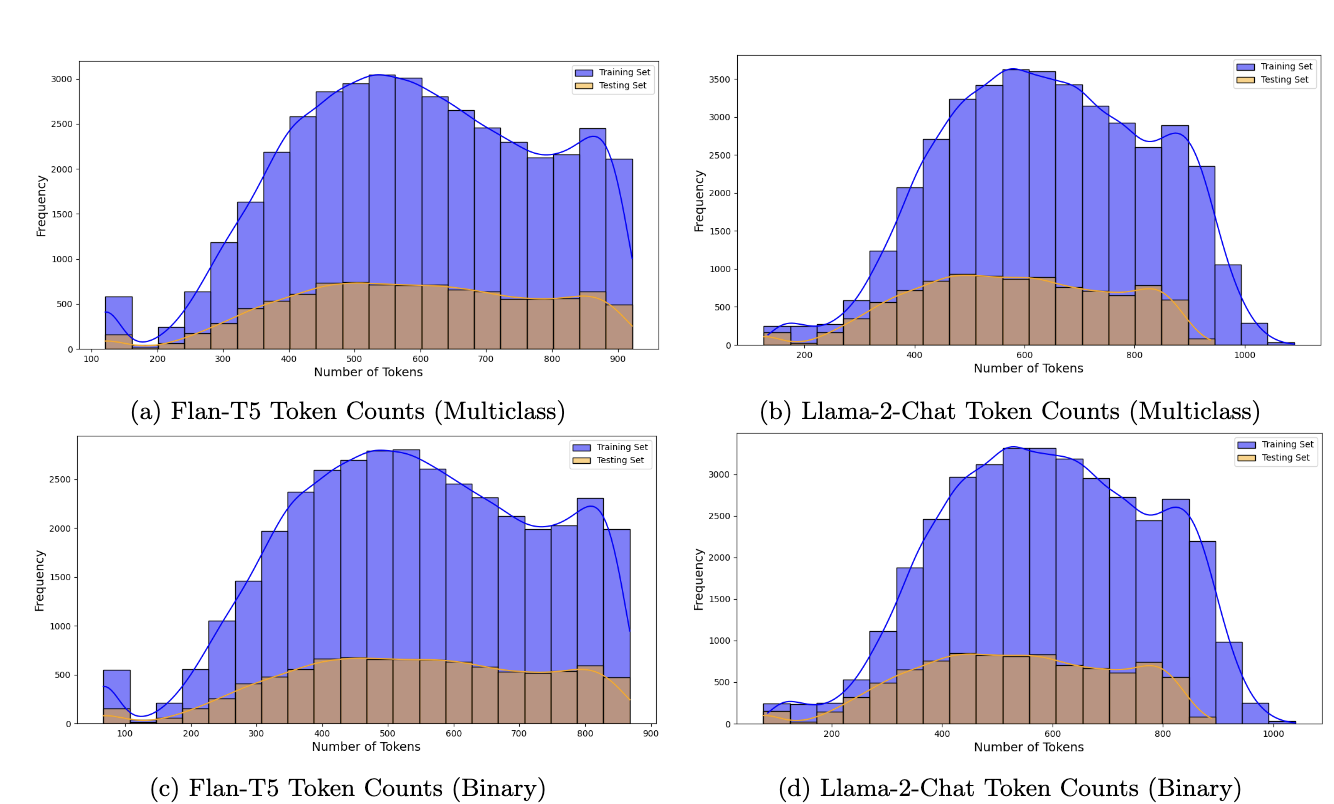 Training Set
Testing Set
3000
2500
2000
1500
1000
500
0
Frequency
100 200 300 400 500 600 700 800 900
Number of Tokens
(a) Flan-T5 Token Counts (Multiclass)
Training Set
Testing Set
3500
3000
2500
2000
1500
1000
500
0
Frequency
200 400 600 800 1000
Number of Tokens
(b) Llama-2-Chat Token Counts (Multiclass)
Training Set
Testing Set
2500
2000
1500
1000
500
0
Frequency
100 200 300 400 500 600 700 800 900
Number of Tokens
(c) Flan-T5 Token Counts (Binary)
Training Set
Testing Set
3000
2500
2000
1500
1000
500
0
Frequency
200 400 600 800 1000
Number of Tokens
(d) Llama-2-Chat Token Counts (Binary)